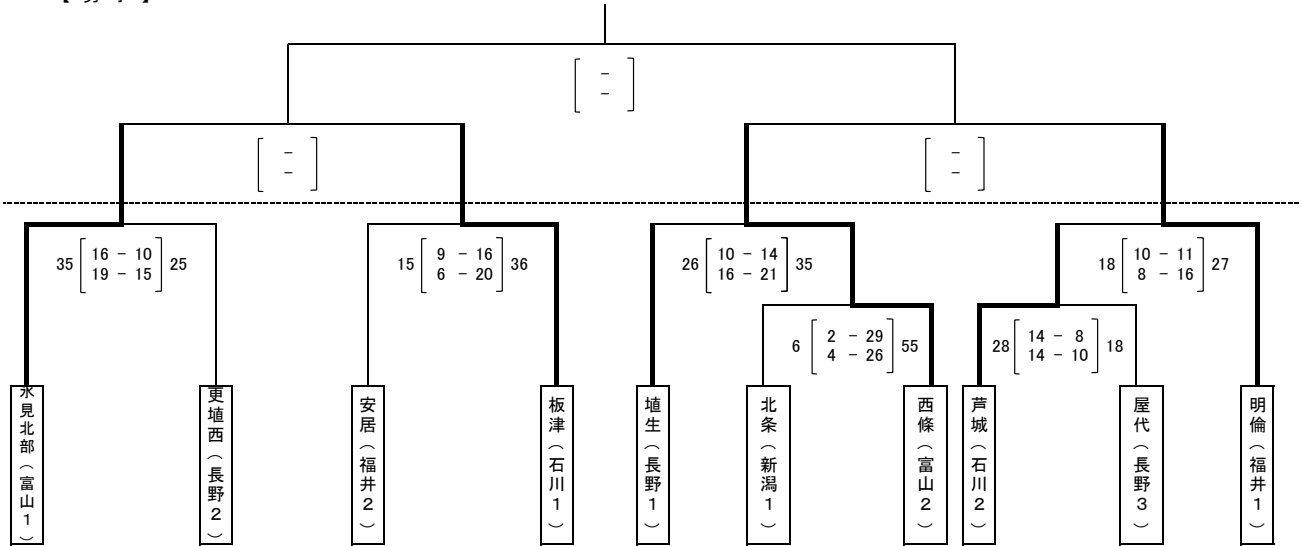 [ -
- ]
[ -
- ]
[ -
- ]
35 [ 16 - 10
19 - 15 ] 25
15 [ 9 - 16
6 - 20 ] 36
26 [ 10 - 14
16 - 21 ] 35
18 [ 10 - 11
8 - 16 ] 27
6 [ 2 - 29
4 - 26 ] 55
28 [ 14 - 8
14 - 10 ] 18
氷見北部(富山1)
更埴西(長野2)
安居(福井2)
板津(石川1)
埴生(長野1)
北条(新潟1)
西條(富山2)
芦城(石川2)
屋代(長野3)
明倫(福井1)